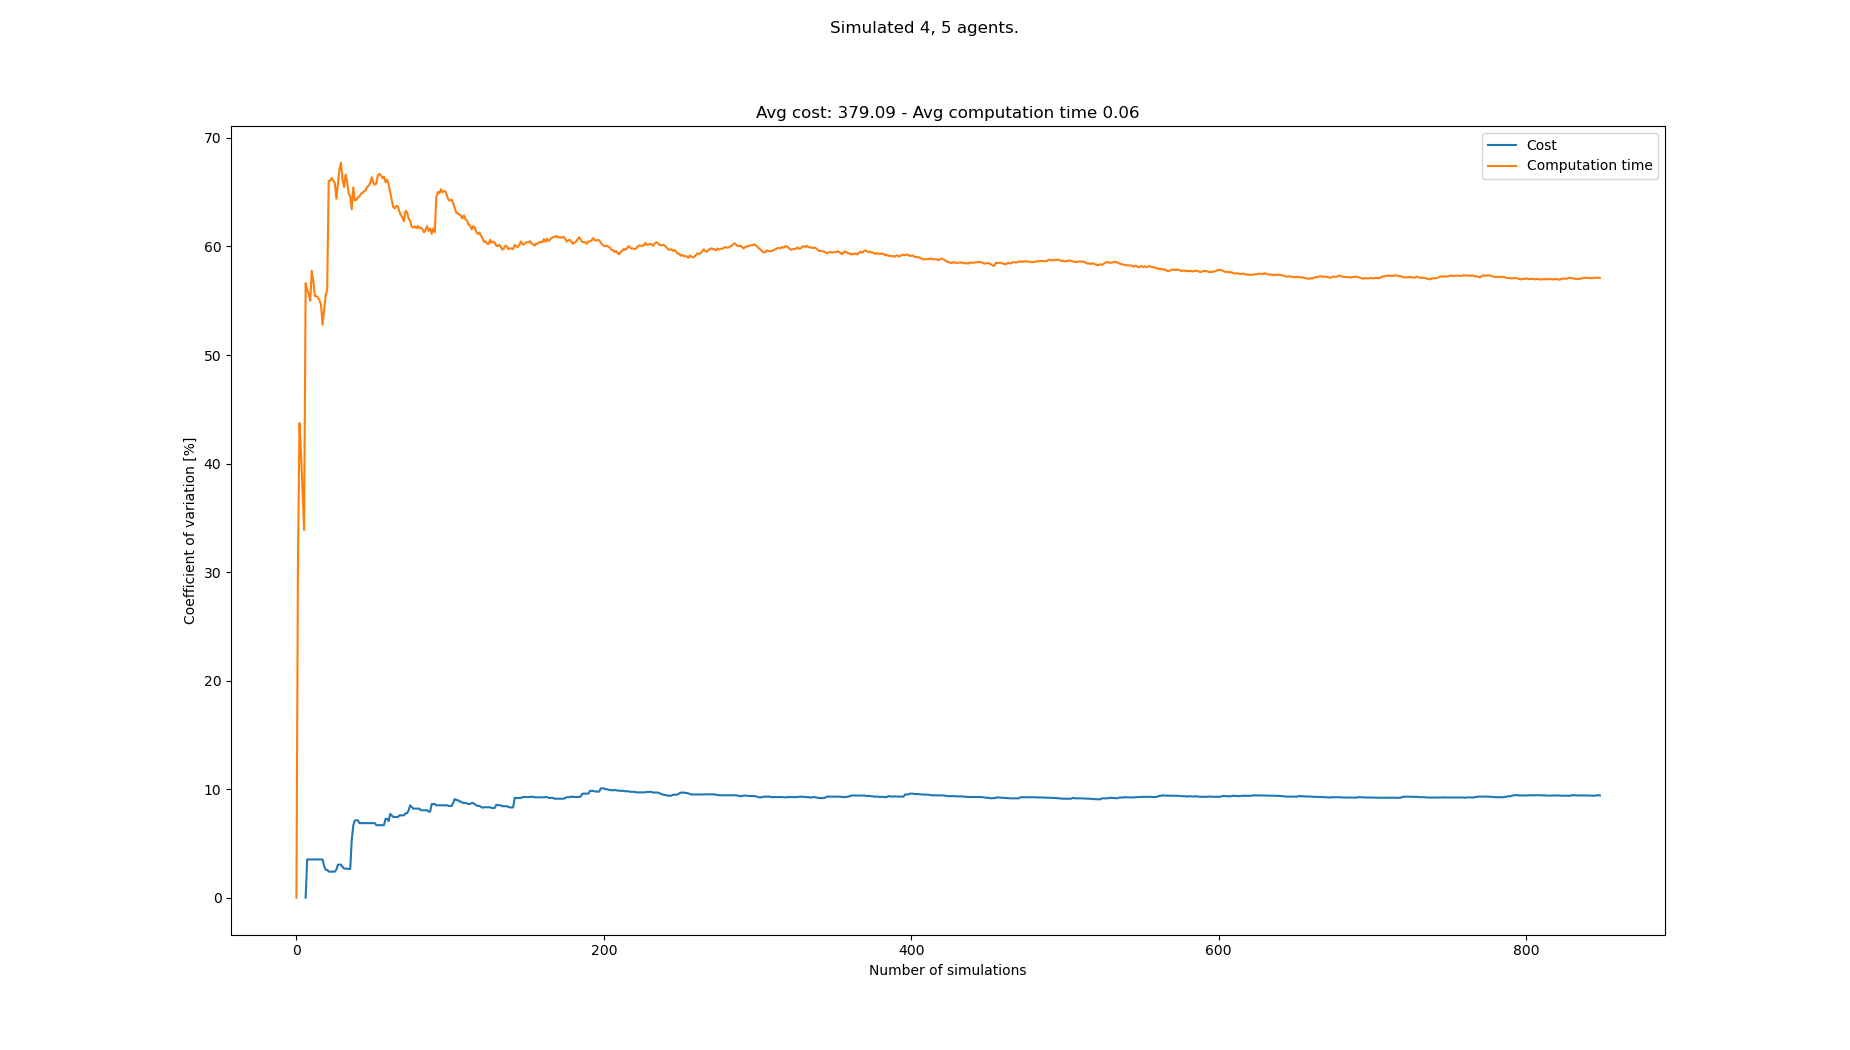 Simulated 4, 5 agents.
Avg cost: 379.09 - Avg computation time 0.06
Cost
Computation time
70
60
50
40
30
20
10
0
Coefficient of variation [%]
0
200
400
600
800
Number of simulations